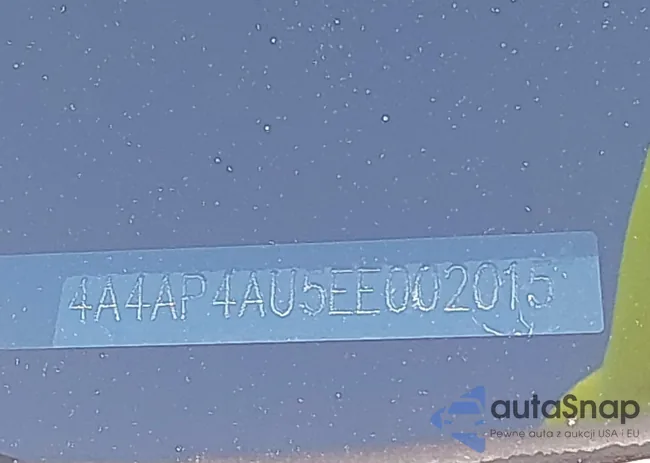 4A4AP4AU5EE002015
autaSnap
Pewne auta z aukcji USA i EU